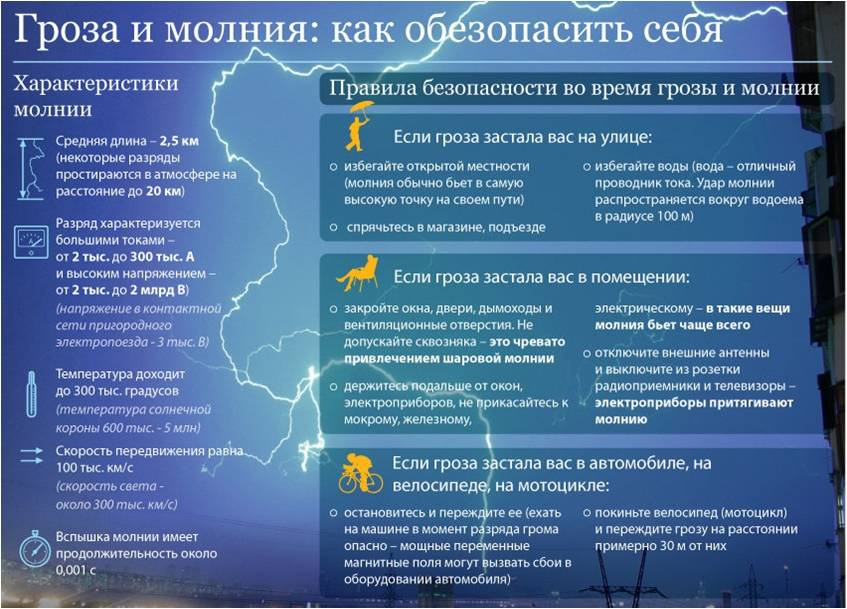 Гроза и молния: как обезопасить себя
Характеристики
молнии
Средняя длина – 2,5 км
(некоторые разряды
простираются в атмосфере на
расстояние до 20 км)
Разряд характеризуется
большими токами –
от 2 тыс. до 300 тыс. А
и высоким напряжением –
от 2 тыс. до 2 млрд В)
(напряжение в контактной
сети пригородного
электропоезда - 3 тыс. В)
Температура доходит
до 300 тыс. градусов
(температура солнечной
короны 600 тыс. - 5 млн)
Скорость передвижения равна
100 тыс. км/с
(скорость света -
около 300 тыс. км/с)
Вспышка молнии имеет
продолжительность около
0,001 с
Правила безопасности во время грозы и молнии
Если гроза застала вас на улице:
избегайте открытой местности
(молния обычно бьет в самую
высокую точку на своем пути)
спрячьтесь в магазине, подъезде
избегайте воды (вода – отличный
проводник тока. Удар молнии
распространяется вокруг водоема
в радиусе 100 м)
Если гроза застала вас в помещении:
закройте окна, двери, дымоходы и
вентиляционные отверстия. Не
допускайте сквозняка – это чревато
привлечением шаровой молнии
держитесь подальше от окон,
электроприборов, не прикасайтесь к
мокрому, железному,
электрическому – в такие вещи
молния бьет чаще всего
отключите внешние антенны
и выключите из розетки
радиоприемники и телевизоры –
электроприборы притягивают
молнию
Если гроза застала вас в автомобиле, на
велосипеде, на мотоцикле:
остановитесь и переждите ее (ехать
на машине в момент разряда грома
опасно – мощные переменные
магнитные поля могут вызвать сбои в
оборудовании автомобиля)
покиньте велосипед (мотоцикл)
и переждите грозу на расстоянии
примерно 30 м от них